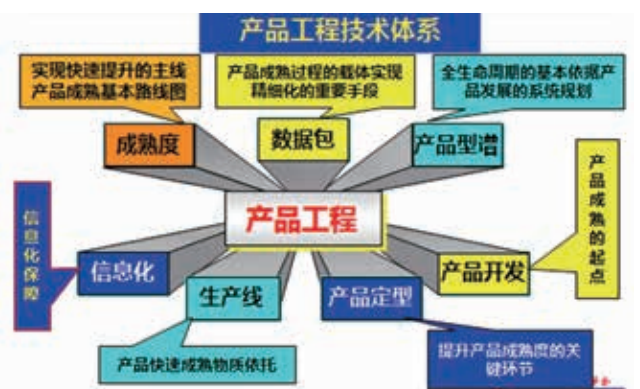 产品工程技术体系
实现快速提升的主线
产品成熟基本路线图
产品成熟过程的载体实现
精细化的重要手段
全生命周期的基本依据产
品发展的系统规划
成熟度
数据包
产品型谱
产品工程
信息化保障
产品成熟的起点
信息化
生产线
产品定型
产品开发
产品快速成熟物质依托
提升产品成熟度的关
键环节